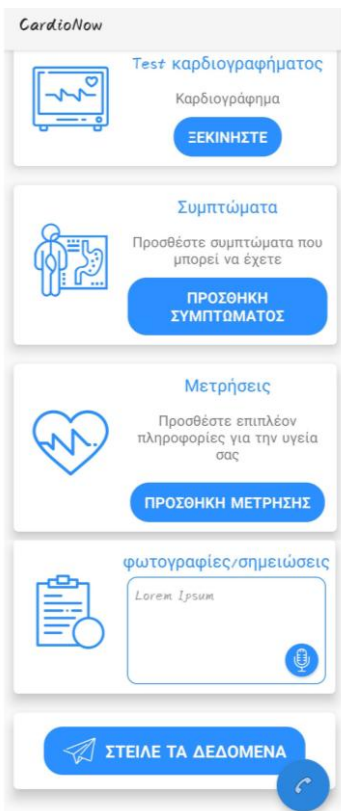 CardioNow
Test καρδιογραφήματος
Καρδιογράφημα
ΞΕΚΙΝΗΣΤΕ
Συμπτώματα
Προσθέστε συμπτώματα που
μπορεί να έχετε
ΠΡΟΣΘΗΚΗ
ΣΥΜΠΤΩΜΑΤΟΣ
Μετρήσεις
Προσθέστε επιπλέον
πληροφορίες για την υγεία
σας
ΠΡΟΣΘΗΚΗ ΜΕΤΡΗΣΗΣ
φωτογραφίες/σημειώσεις
Lorem Ipsum
ΣΤΕΙΛΕ ΤΑ ΔΕΔΟΜΕΝΑ